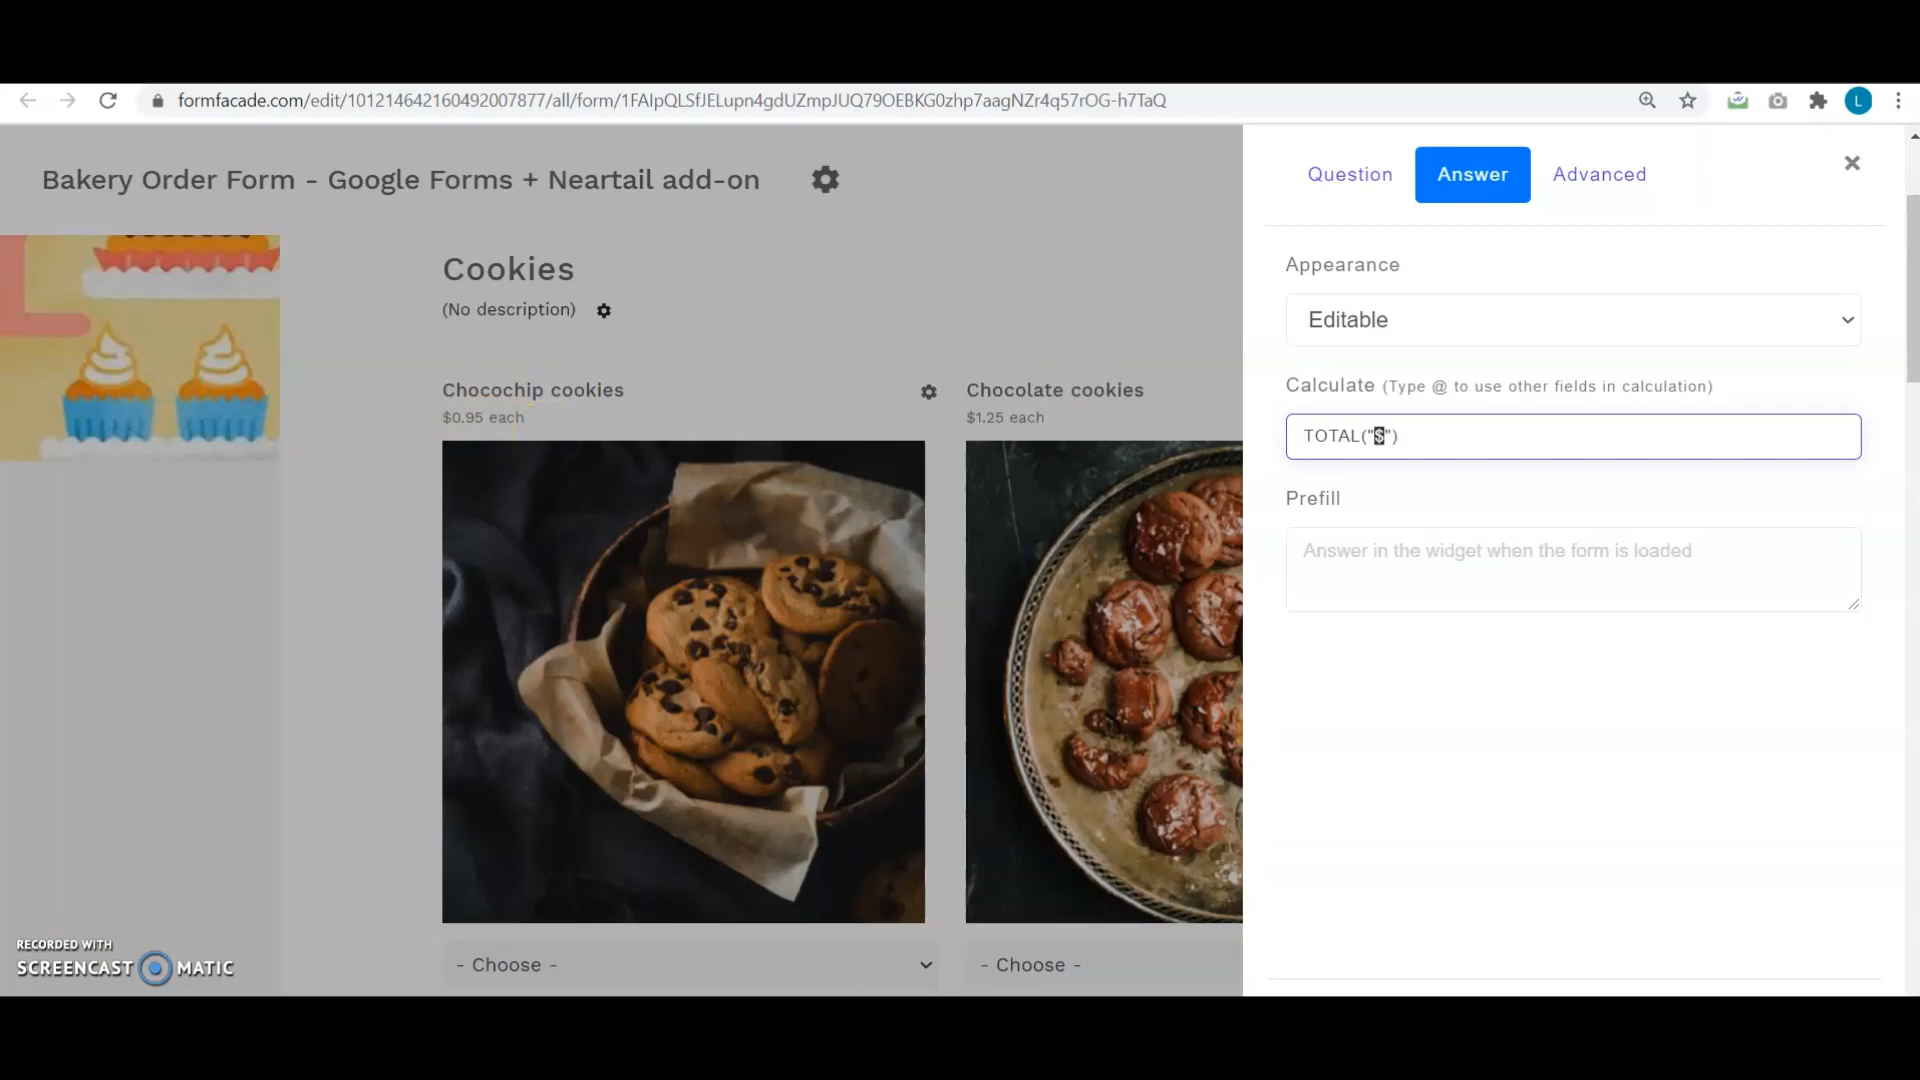 formfacade.com/edit/101214642160492007877/all/form/1FAIpQLSfJELupn4gdUZmpJUQ79OEBKG0zhp7aagNZr4q57rOG-h7TaQ
L
Bakery Order Form - Google Forms + Neartail add-on
Cookies
(No description)
Chocochip cookies
$0.95 each
Chocolate cookies
$1.25 each
- Choose -
- Choose -
Question
Answer
Advanced
×
Appearance
Editable
Calculate (Type @ to use other fields in calculation)
TOTAL("$")
Prefill
Answer in the widget when the form is loaded
RECORDED WITH
SCREENCAST MATIC